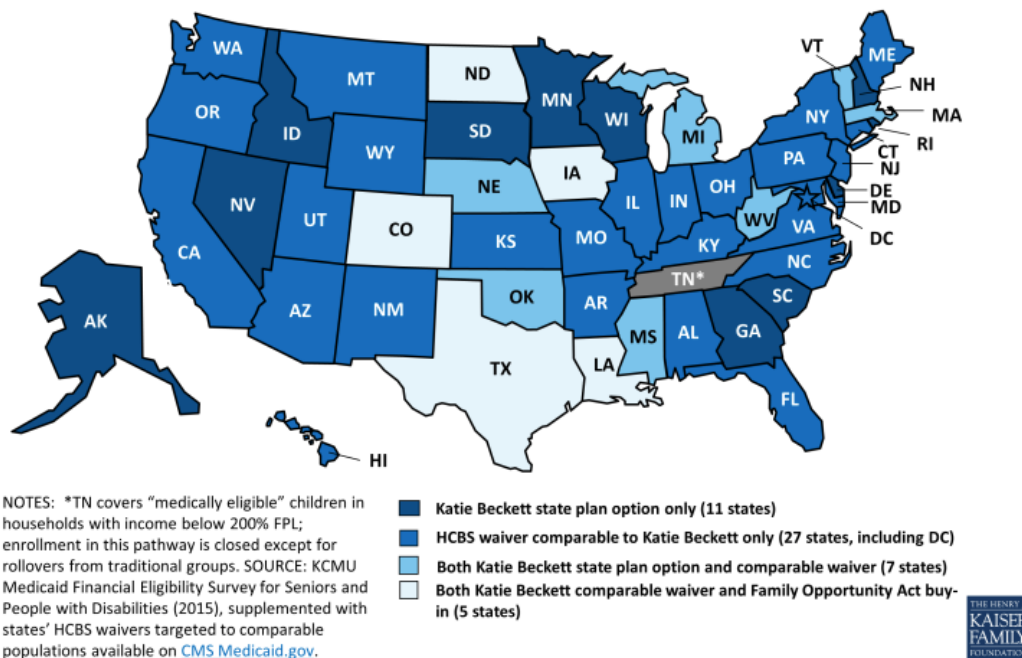 WA
MT
ND
MN
VT
ME
NH
OR
ID
SD
WI
MI
NY
MA
WY
RI
CT
NJ
PA
NV
NE
IA
UT
CO
IL
IN
OH
DE
MD
DC
WV
VA
CA
KS
MO
KY
NC
TN*
AZ
NM
OK
AR
SC
AK
MS
AL
GA
TX
LA
FL
HI
NOTES: *TN covers “medically eligible” children in
households with income below 200% FPL;
enrollment in this pathway is closed except for
rollovers from traditional groups. SOURCE: KCMU
Medicaid Financial Eligibility Survey for Seniors and
People with Disabilities (2015), supplemented with
states’ HCBS waivers targeted to comparable
populations available on CMS Medicaid.gov.
Katie Beckett state plan option only (11 states)
HCBS waiver comparable to Katie Beckett only (27 states, including DC)
Both Katie Beckett state plan option and comparable waiver (7 states)
Both Katie Beckett comparable waiver and Family Opportunity Act buy-
in (5 states)
THE HENRY
KAISER
FAMILY
FOUNDATION